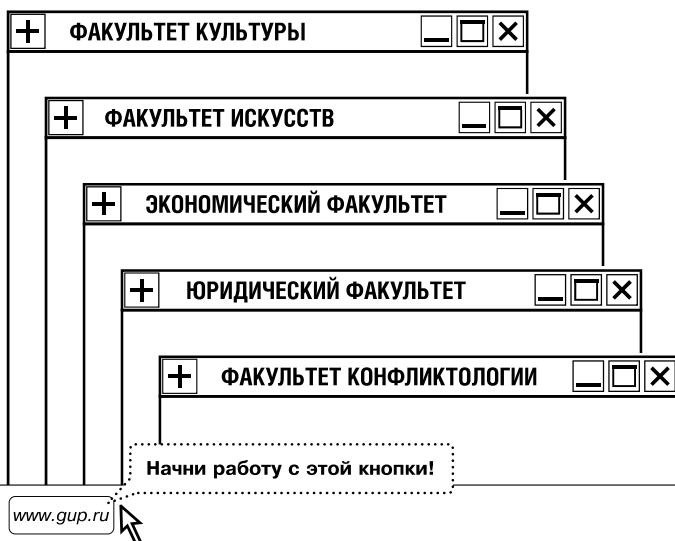 ФАКУЛЬТЕТ КУЛЬТУРЫ
ФАКУЛЬТЕТ ИСКУССТВ
ЭКОНОМИЧЕСКИЙ ФАКУЛЬТЕТ
ЮРИДИЧЕСКИЙ ФАКУЛЬТЕТ
ФАКУЛЬТЕТ КОНФЛИКТОЛОГИИ
Начни работу с этой кнопки!
www.gup.ru